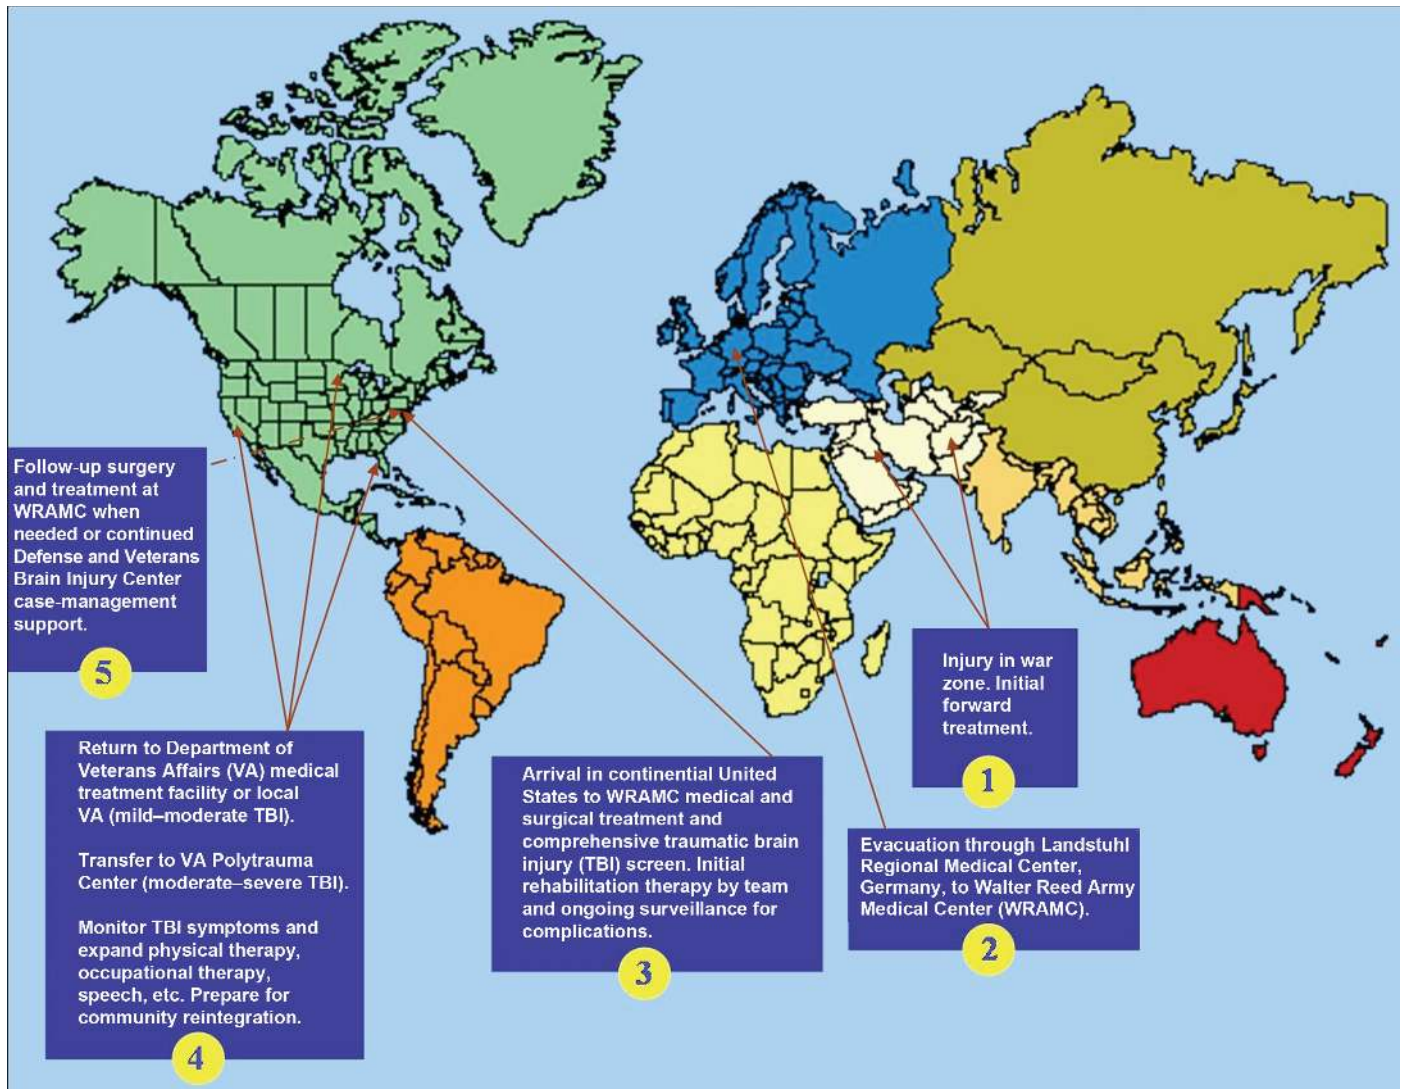 Follow-up surgery
and treatment at
WRAMC when
needed or continued
Defense and Veterans
Brain Injury Center
case-management
support.
5
Return to Department of
Veterans Affairs (VA) medical
treatment facility or local
VA (mild–moderate TBI).
Transfer to VA Polytrauma
Center (moderate–severe TBI).
Monitor TBI symptoms and
expand physical therapy,
occupational therapy,
speech, etc. Prepare for
community reintegration.
4
Arrival in continential United
States to WRAMC medical and
surgical treatment and
comprehensive traumatic brain
injury (TBI) screen. Initial
rehabilitation therapy by team
and ongoing surveillance for
complications.
3
Injury in war
zone. Initial
forward
treatment.
1
Evacuation through Landstuhl
Regional Medical Center,
Germany, to Walter Reed Army
Medical Center (WRAMC).
2